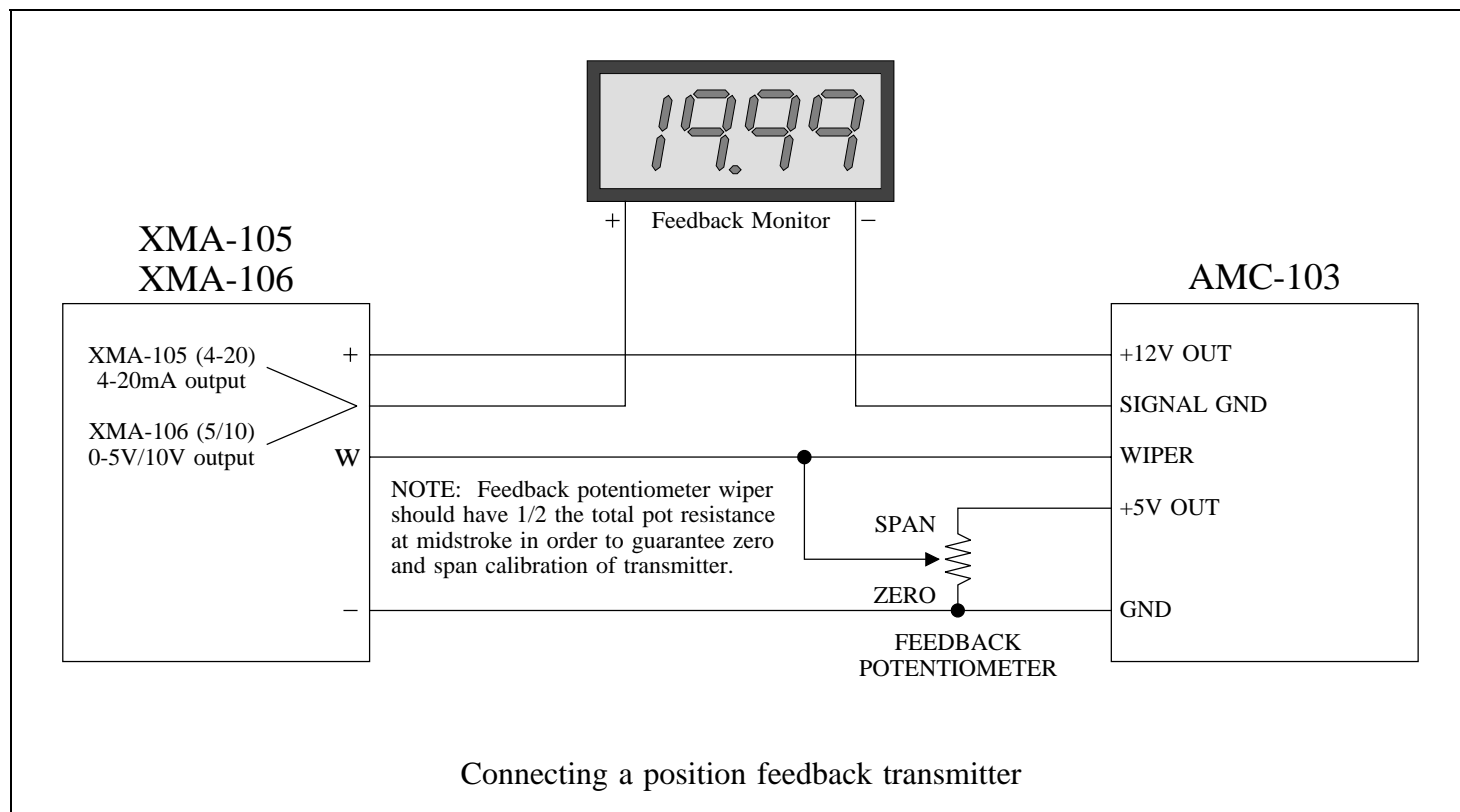 19.99
+ Feedback Monitor −
XMA-105
XMA-106
AMC-103
XMA-105 (4-20)
4-20mA output
+
+12V OUT
SIGNAL GND
XMA-106 (5/10)
0-5V/10V output
W
WIPER
NOTE: Feedback potentiometer wiper
should have 1/2 the total pot resistance
at midstroke in order to guarantee zero
and span calibration of transmitter.
+5V OUT
SPAN
ZERO
−
GND
FEEDBACK
POTENTIOMETER
Connecting a position feedback transmitter